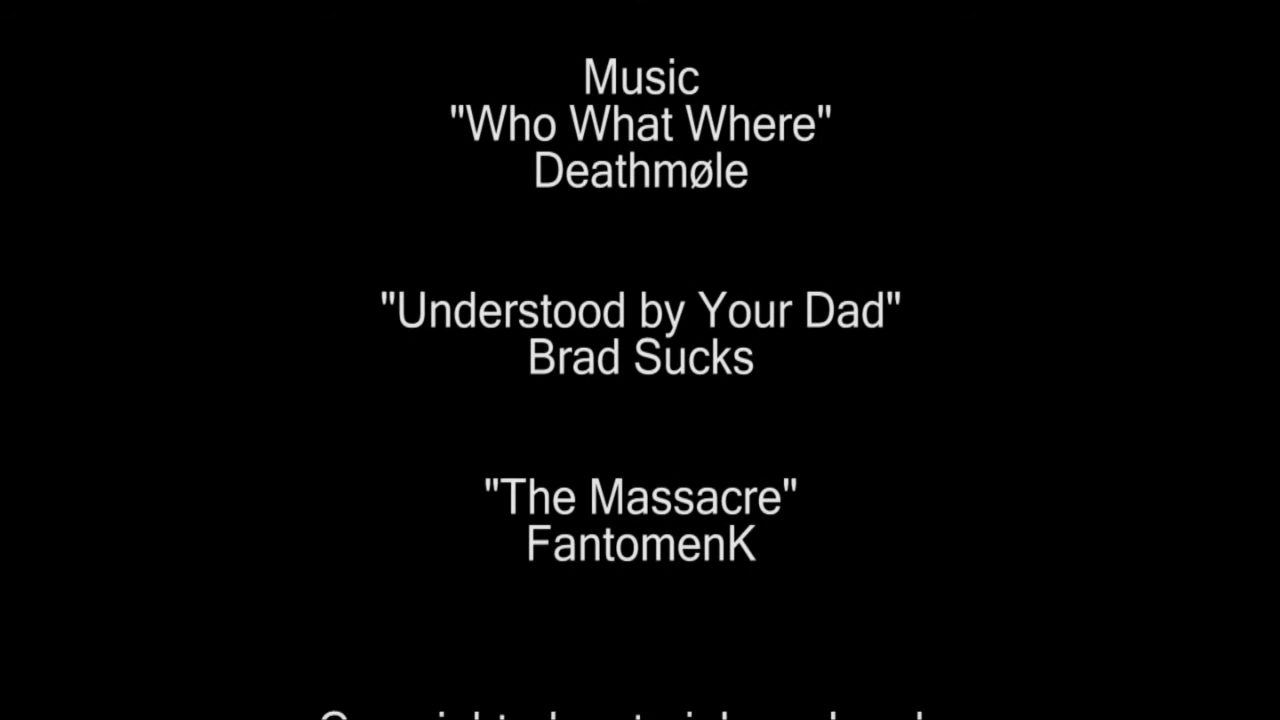 Music
"Who What Where"
Deathmøle
"Understood by Your Dad"
Brad Sucks
"The Massacre"
FantomenK